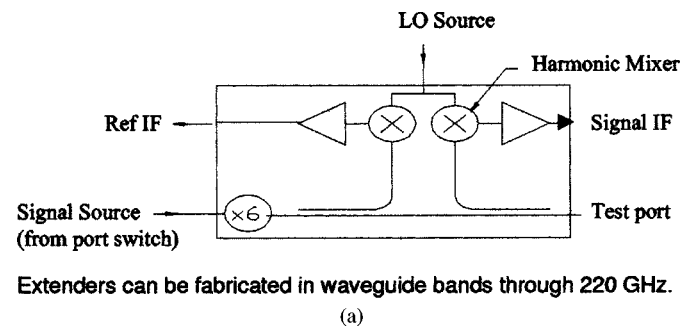 LO Source
Harmonic Mixer
Ref IF
Signal IF
Signal Source
(from port switch)
x6
Test port
Extenders can be fabricated in waveguide bands through 220 GHz.
(a)